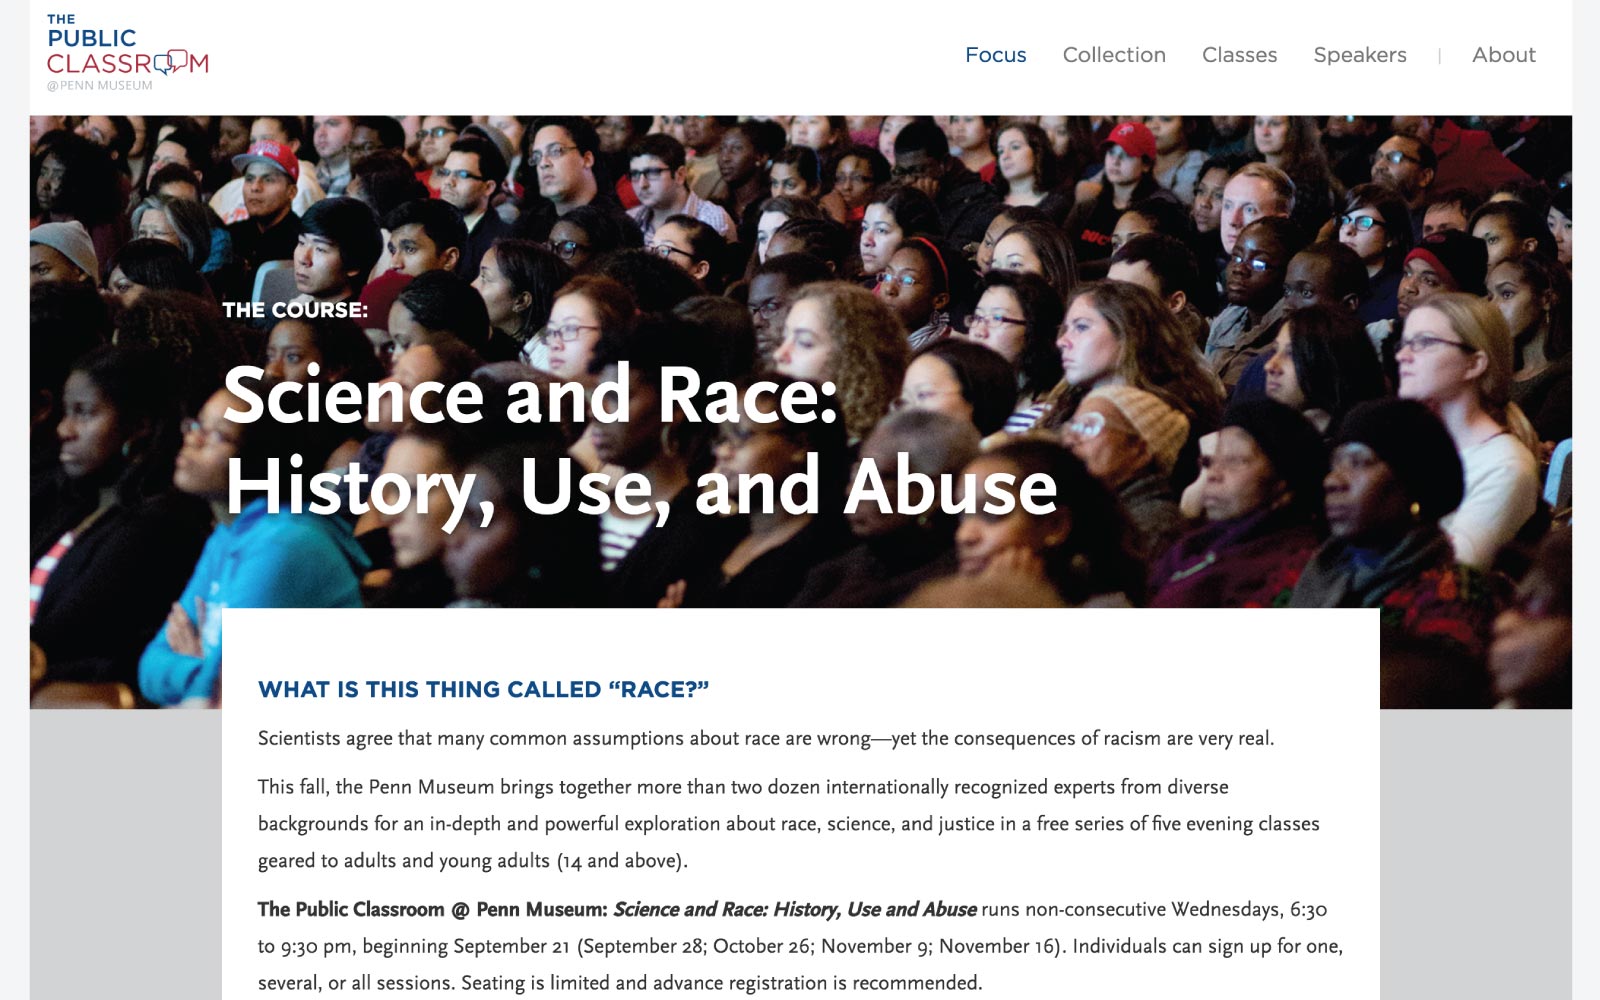 THE
PUBLIC
CLASSROOM
@PENN MUSEUM
Focus Collection Classes Speakers | About
THE COURSE:
Science and Race:
History, Use, and Abuse
WHAT IS THIS THING CALLED “RACE?”
Scientists agree that many common assumptions about race are wrong—yet the consequences of racism are very real.
This fall, the Penn Museum brings together more than two dozen internationally recognized experts from diverse
backgrounds for an in-depth and powerful exploration about race, science, and justice in a free series of five evening classes
geared to adults and young adults (14 and above).
The Public Classroom @ Penn Museum: Science and Race: History, Use and Abuse runs non-consecutive Wednesdays, 6:30
to 9:30 pm, beginning September 21 (September 28; October 26; November 9; November 16). Individuals can sign up for one,
several, or all sessions. Seating is limited and advance registration is recommended.